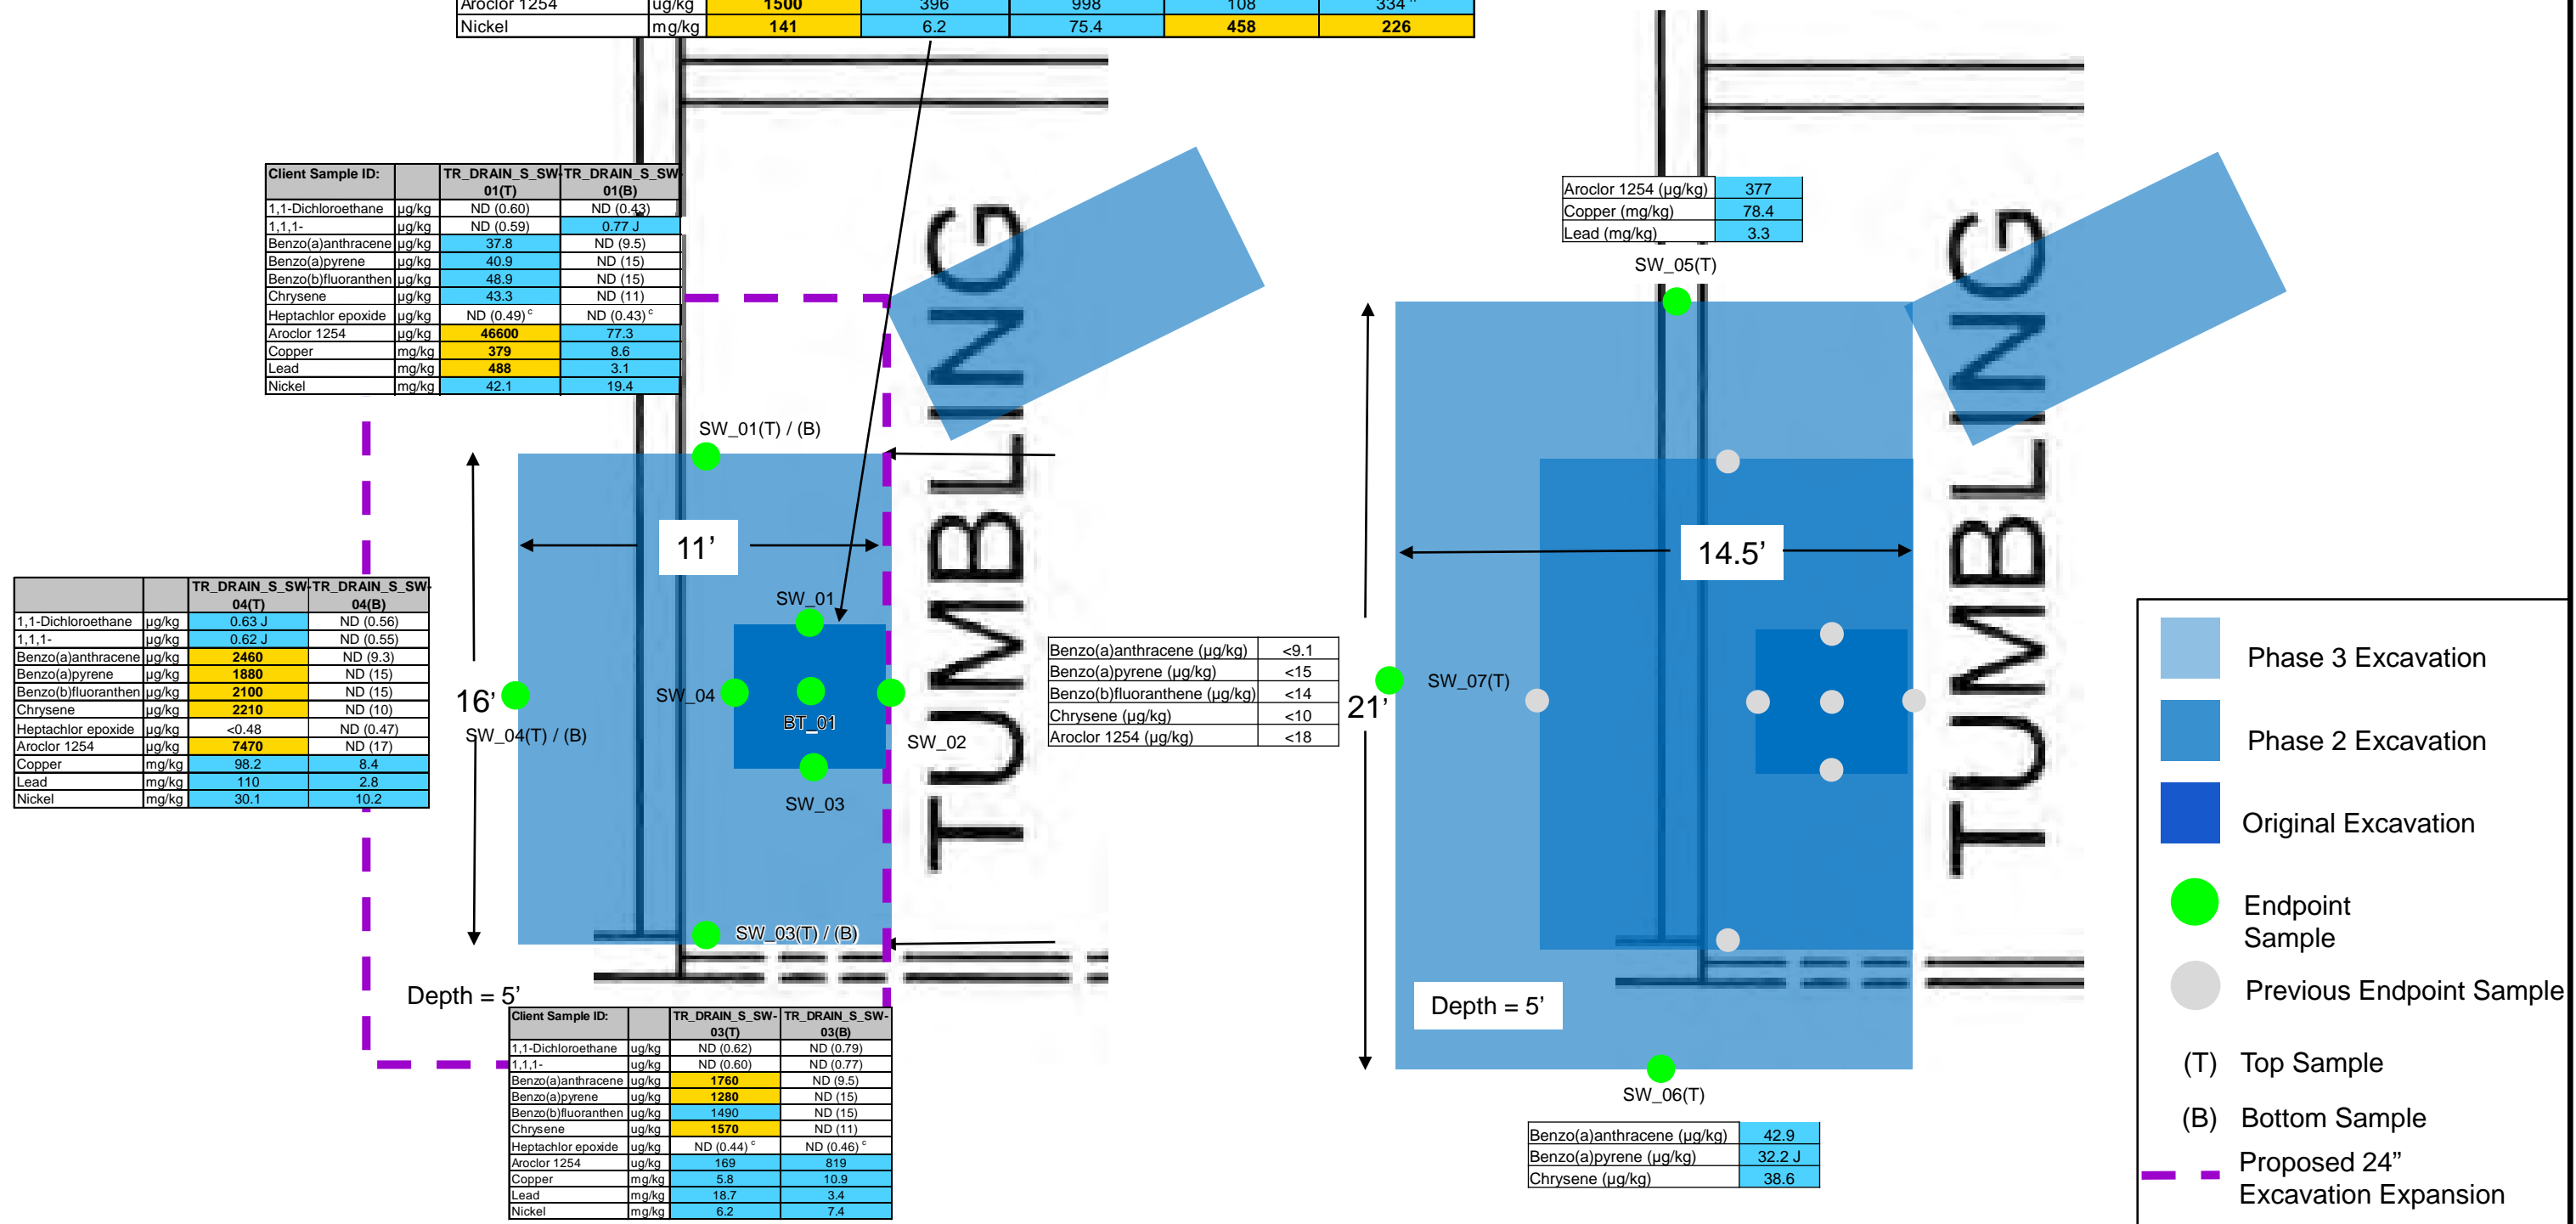 Aroclor 1254 ug/kg 1500 396 998 108 334
Nickel mg/kg 141 6.2 75.4 458 226
Client Sample ID: TR_DRAIN_S_SW-01(T) TR_DRAIN_S_SW-01(B)
1,1-Dichloroethane µg/kg ND (0.60) ND (0.43)
1,1,1- µg/kg ND (0.59) 0.77 J
Benzo(a)anthracene µg/kg 37.8 ND (9.5)
Benzo(a)pyrene µg/kg 40.9 ND (15)
Benzo(b)fluoranthen µg/kg 48.9 ND (15)
Chrysene µg/kg 43.3 ND (11)
Heptachlor epoxide µg/kg ND (0.49) c ND (0.43) c
Aroclor 1254 µg/kg 46600 77.3
Copper mg/kg 379 8.6
Lead mg/kg 488 3.1
Nickel mg/kg 42.1 19.4
SW_01(T) / (B)
11’
TUMBLING
SW_01
TR_DRAIN_S_SW-04(T) TR_DRAIN_S_SW-04(B)
1,1-Dichloroethane µg/kg 0.63 J ND (0.56)
1,1,1- µg/kg 0.62 J ND (0.55)
Benzo(a)anthracene µg/kg 2460 ND (9.3)
Benzo(a)pyrene µg/kg 1880 ND (15)
Benzo(b)fluoranthen µg/kg 2100 ND (15)
Chrysene µg/kg 2210 ND (10)
Heptachlor epoxide µg/kg <0.48 ND (0.47)
Aroclor 1254 µg/kg 7470 ND (17)
Copper mg/kg 98.2 8.4
Lead mg/kg 110 2.8
Nickel mg/kg 30.1 10.2
16’
SW_04(T) / (B)
SW_04
BT_01
SW_02
SW_03
SW_03(T) / (B)
Depth = 5’
Client Sample ID: TR_DRAIN_S_SW-03(T) TR_DRAIN_S_SW-03(B)
1,1-Dichloroethane ug/kg ND (0.62) ND (0.79)
1,1,1- ug/kg ND (0.60) ND (0.77)
Benzo(a)anthracene ug/kg 1760 ND (9.5)
Benzo(a)pyrene ug/kg 1280 ND (15)
Benzo(b)fluoranthen ug/kg 1490 ND (15)
Chrysene ug/kg 1570 ND (11)
Heptachlor epoxide ug/kg ND (0.44) c ND (0.46) c
Aroclor 1254 ug/kg 169 819
Copper mg/kg 5.8 10.9
Lead mg/kg 18.7 3.4
Nickel mg/kg 6.2 7.4
Aroclor 1254 (µg/kg) 377
Copper (mg/kg) 78.4
Lead (mg/kg) 3.3
SW_05(T)
14.5’
TUMBLING
Benzo(a)anthracene (µg/kg) <9.1
Benzo(a)pyrene (µg/kg) <15
Benzo(b)fluoranthene (µg/kg) <14
Chrysene (µg/kg) <10
Aroclor 1254 (µg/kg) <18
21’
SW_07(T)
Depth = 5’
SW_06(T)
Benzo(a)anthracene (µg/kg) 42.9
Benzo(a)pyrene (µg/kg) 32.2 J
Chrysene (µg/kg) 38.6
Phase 3 Excavation
Phase 2 Excavation
Original Excavation
Endpoint
Sample
Previous Endpoint Sample
(T) Top Sample
(B) Bottom Sample
Proposed 24”
Excavation Expansion